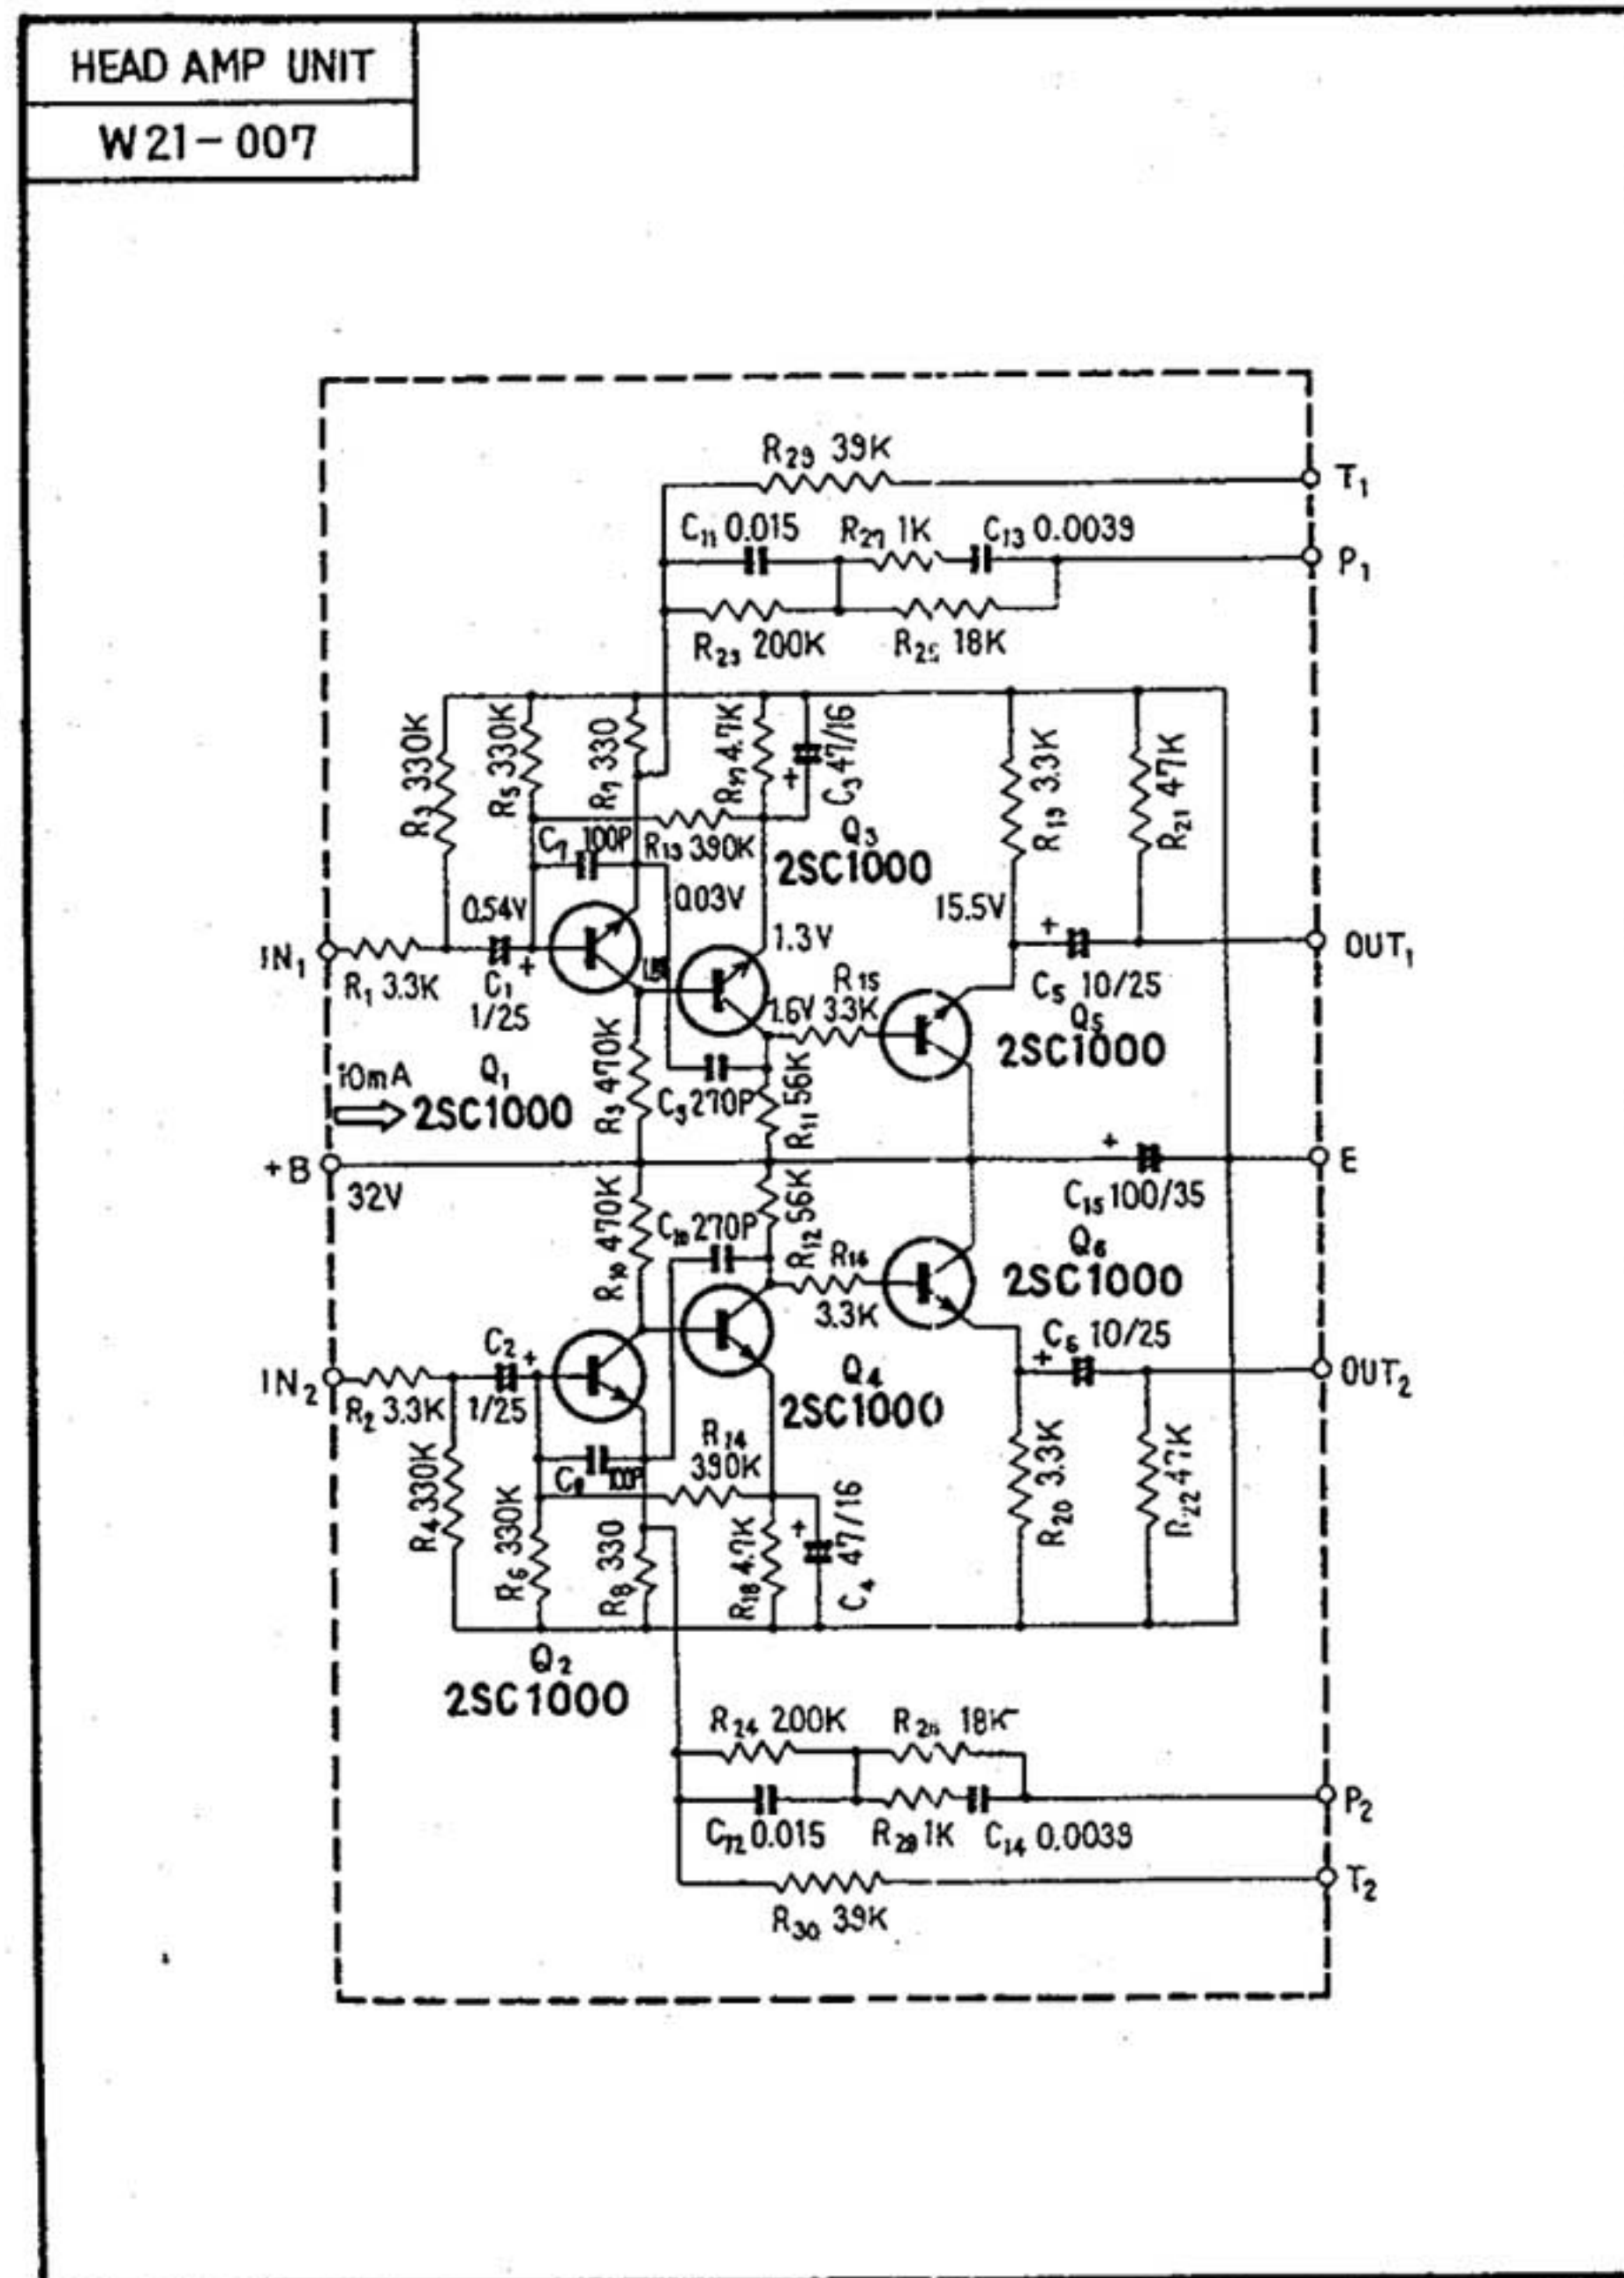 HEAD AMP UNIT
W21-007
R29 39K
T1
C11 0.015
R27 1K
C13 0.0039
P1
R23 200K
R25 18K
R3 330K
R5 330K
R7 330
R17 4.7K
C3 47/16
R19 3.3K
R21 47K
C7 100P
R13 390K
Q3
2SC1000
0.54V
0.03V
15.5V
1.3V
IN1
R1 3.3K
C1
1/25
1.6V
R15
3.3K
C5 10/25
OUT1
Q5
2SC1000
10mA
Q1
2SC1000
R9 470K
C9 270P
R11 56K
+B
32V
E
C15 100/35
R10 470K
C10 270P
R12 56K
R16
3.3K
Q6
2SC1000
C6 10/25
IN2
R2 3.3K
C2
1/25
Q4
2SC1000
OUT2
R4 330K
R6 330K
C8 100P
R14
390K
R8 330
R18 4.7K
C4 47/16
R20 3.3K
R22 47K
Q2
2SC1000
R24 200K
R26 18K
P2
C12 0.015
R28 1K
C14 0.0039
T2
R30 39K